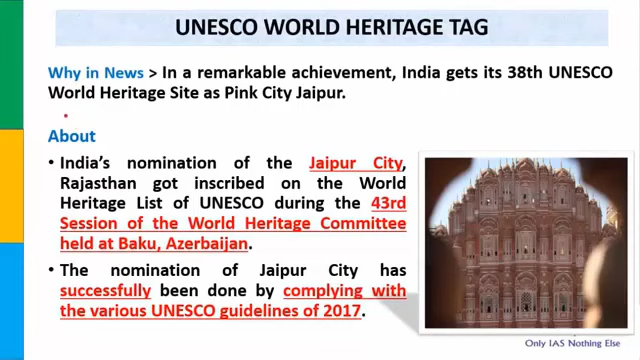 UNESCO WORLD HERITAGE TAG
Why in News > In a remarkable achievement, India gets its 38th UNESCO
World Heritage Site as Pink City Jaipur.
About
• India's nomination of the Jaipur City,
Rajasthan got inscribed on the World
Heritage List of UNESCO during the 43rd
Session of the World Heritage Committee
held at Baku, Azerbaijan.
• The nomination of Jaipur City has
successfully been done by complying with
the various UNESCO guidelines of 2017.
Only IAS Nothing Else